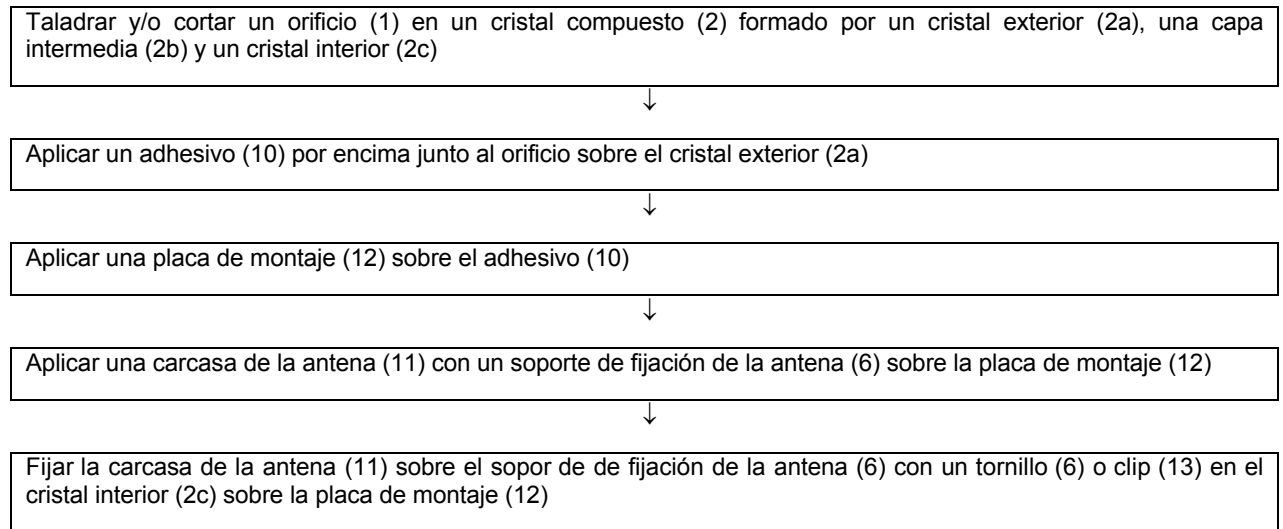 Taladrar y/o cortar un orificio (1) en un cristal compuesto (2) formado por un cristal exterior (2a), una capa
intermedia (2b) y un cristal interior (2c)
↓
Aplicar un adhesivo (10) por encima junto al orificio sobre el cristal exterior (2a)
↓
Aplicar una placa de montaje (12) sobre el adhesivo (10)
↓
Aplicar una carcasa de la antena (11) con un soporte de fijación de la antena (6) sobre la placa de montaje (12)
↓
Fijar la carcasa de la antena (11) sobre el sopor de de fijación de la antena (6) con un tornillo (6) o clip (13) en el
cristal interior (2c) sobre la placa de montaje (12)